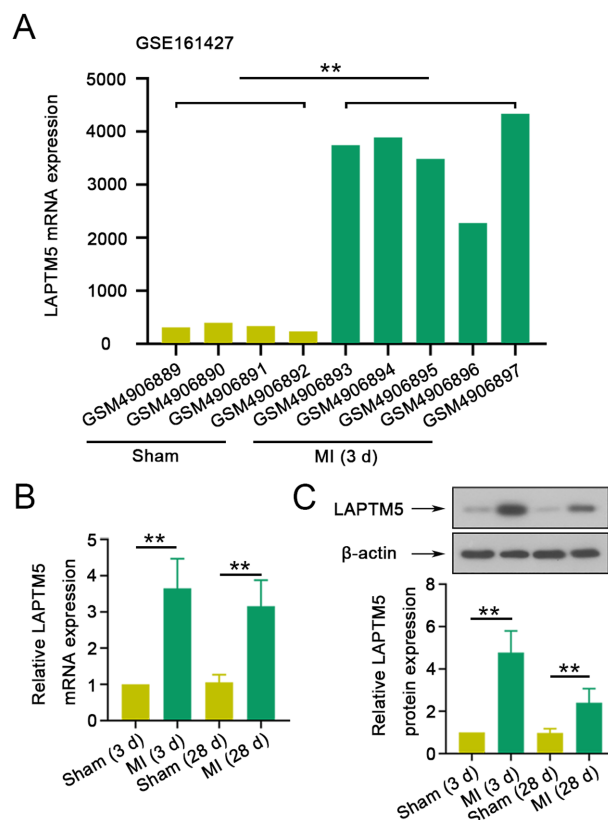 A
GSE161427
**
LAPTM5 mRNA expression
5000
4000
3000
2000
1000
0
GSM4906889
GSM4906890
GSM4906891
GSM4906892
GSM4906893
GSM4906894
GSM4906895
GSM4906896
GSM4906897
Sham
MI (3 d)
B
Relative LAPTM5
mRNA expression
5
4
3
2
1
0
**
**
Sham (3 d)
MI (3 d)
Sham (28 d)
MI (28 d)
C
LAPTM5
β-actin
Relative LAPTM5
protein expression
8
6
4
2
0
**
**
Sham (3 d)
MI (3 d)
Sham (28 d)
MI (28 d)